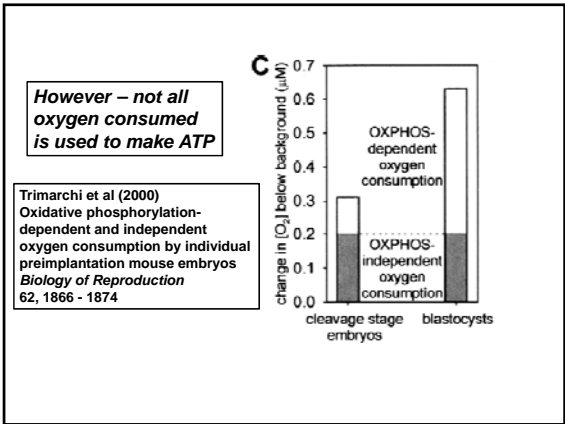 However – not all
oxygen consumed
is used to make ATP
Trimarchi et al (2000)
Oxidative phosphorylation-
dependent and independent
oxygen consumption by individual
preimplantation mouse embryos
Biology of Reproduction
62, 1866 - 1874
C
change in [O2] below background (µM)
0.7
0.6
0.5
0.4
0.3
0.2
0.1
0.0
OXPHOS-
dependent
oxygen
consumption
OXPHOS-
independent
oxygen
consumption
cleavage stage
embryos
blastocysts